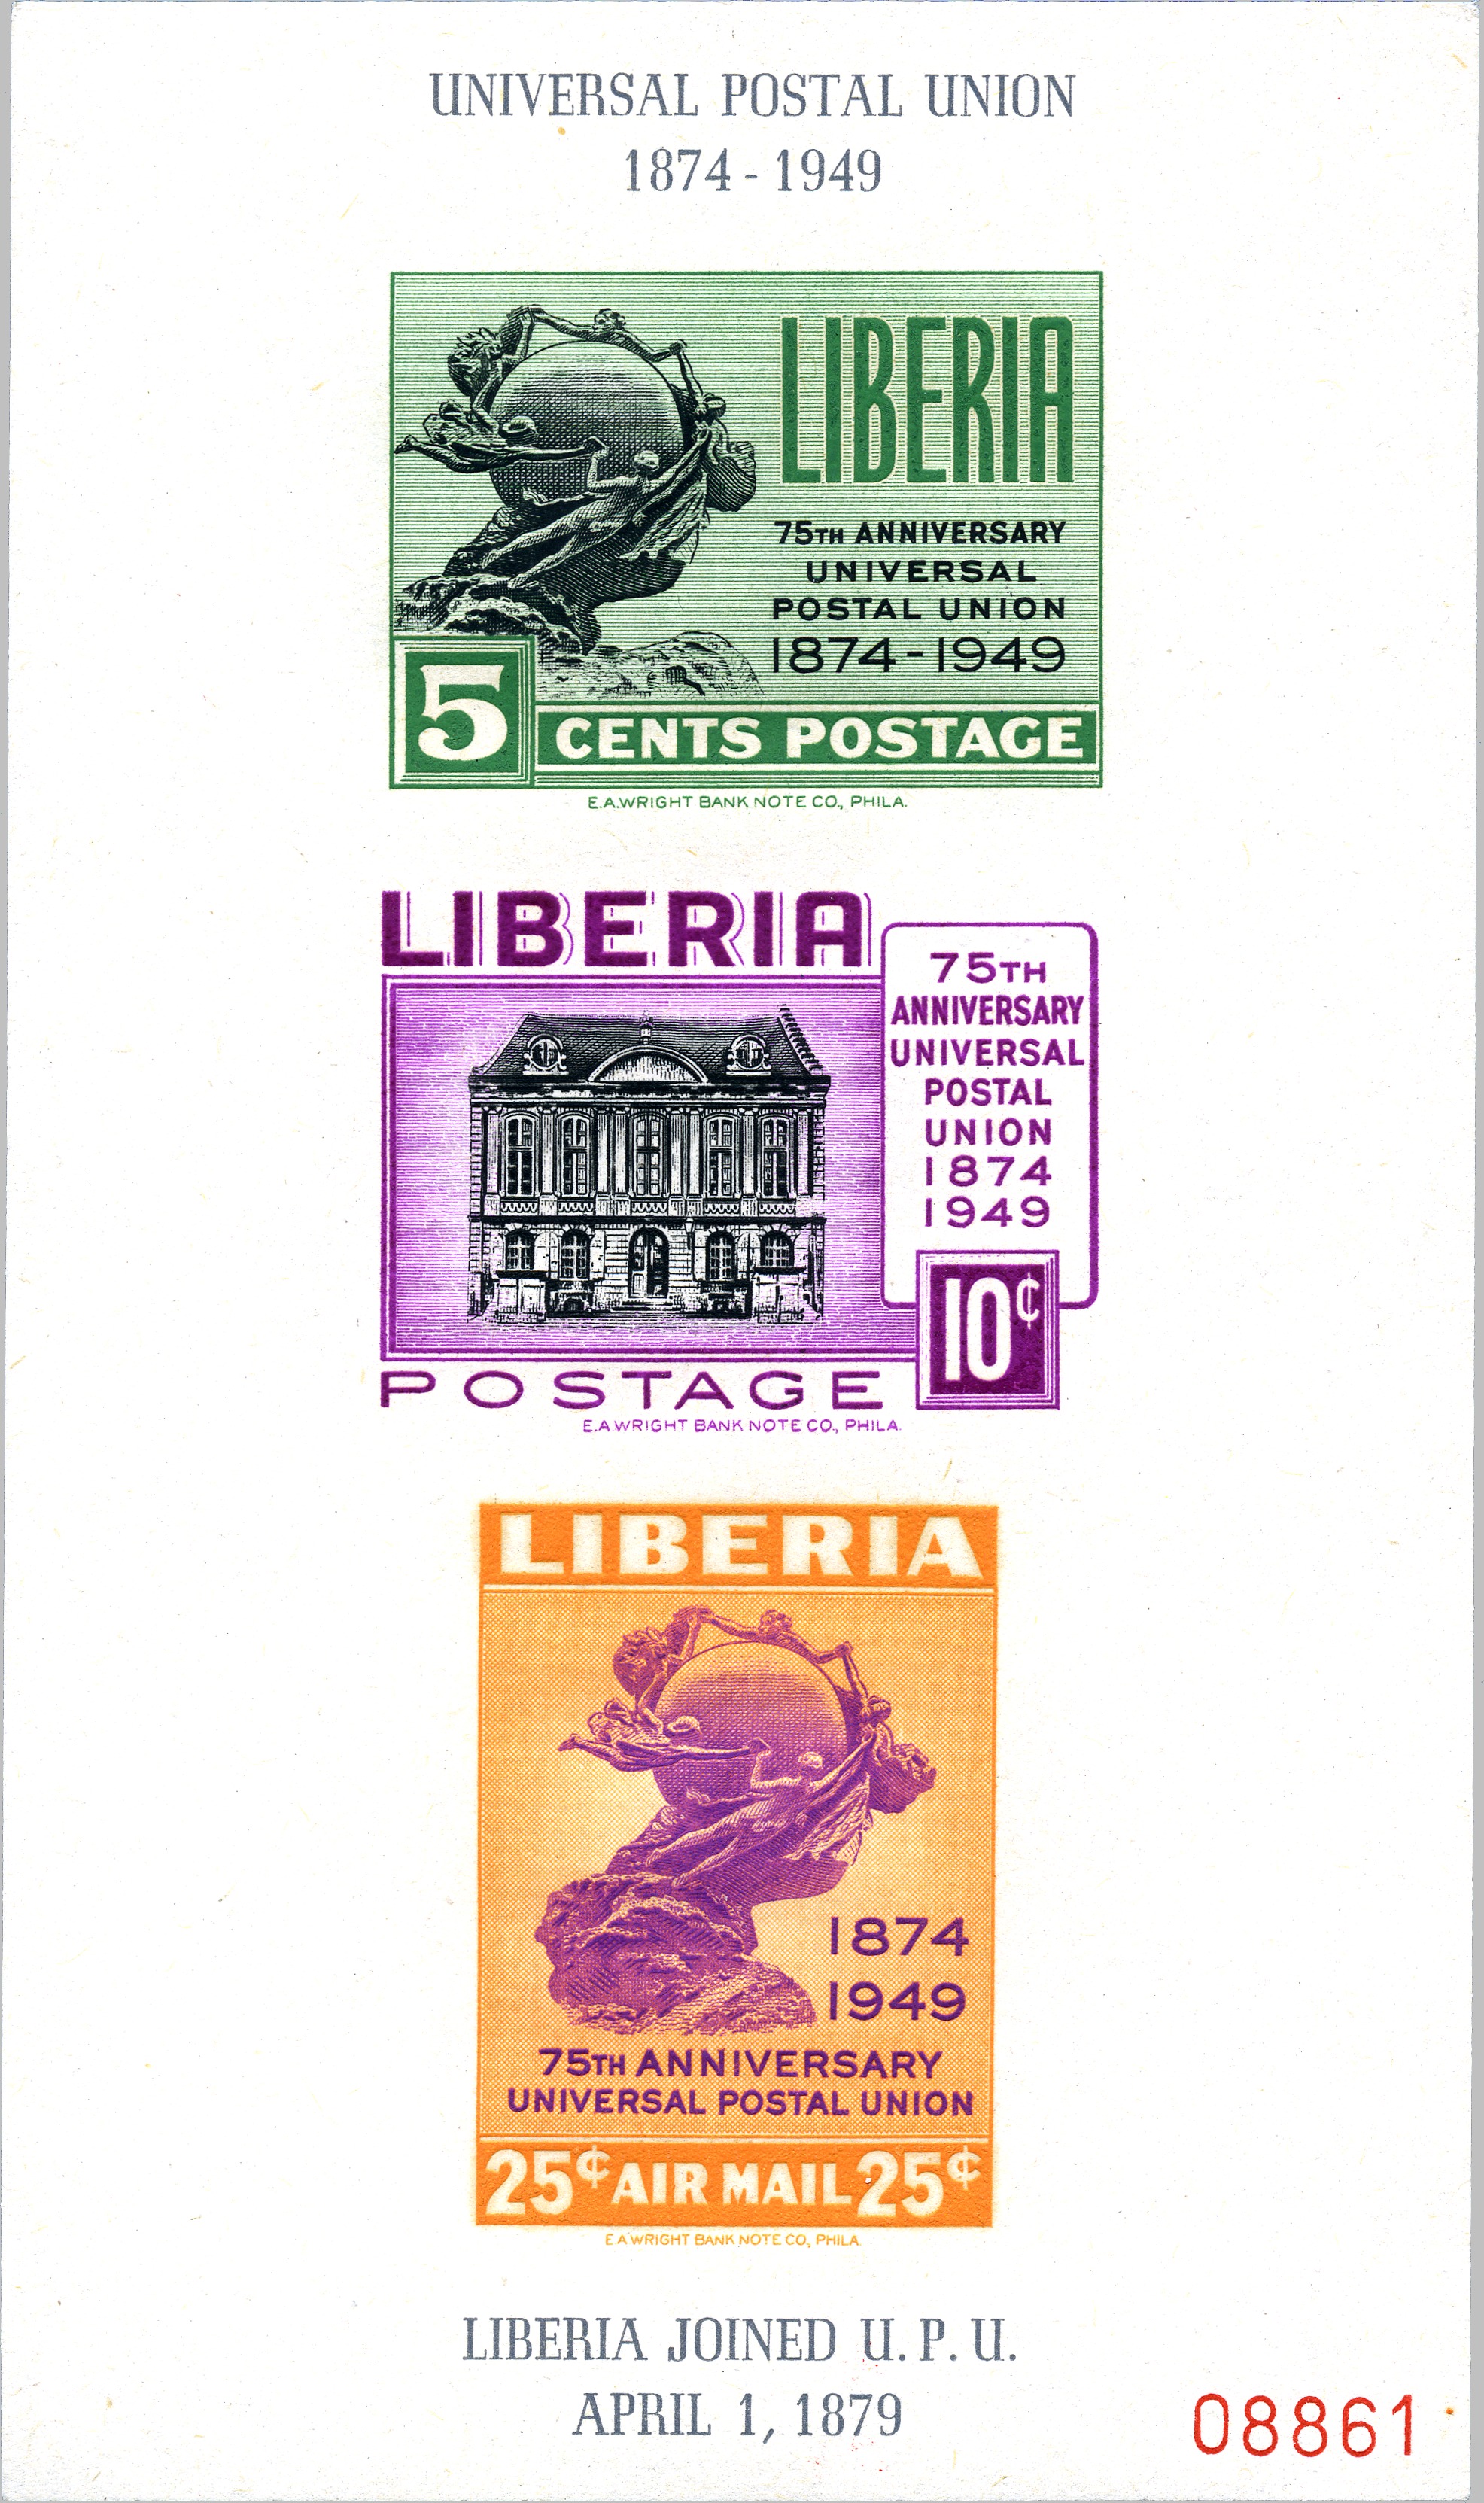 UNIVERSAL POSTAL UNION
1874 - 1949
LIBERIA
75TH ANNIVERSARY
UNIVERSAL
POSTAL UNION
1874-1949
5
CENTS POSTAGE
E.A.WRIGHT BANK NOTE CO., PHILA.
LIBERIA
75TH
ANNIVERSARY
UNIVERSAL
POSTAL
UNION
1874
1949
10¢
POSTAGE
E.A.WRIGHT BANK NOTE CO., PHILA.
LIBERIA
1874
1949
75TH ANNIVERSARY
UNIVERSAL POSTAL UNION
25¢ AIR MAIL 25¢
E A WRIGHT BANK NOTE CO., PHILA.
LIBERIA JOINED U. P. U.
APRIL 1, 1879
08861